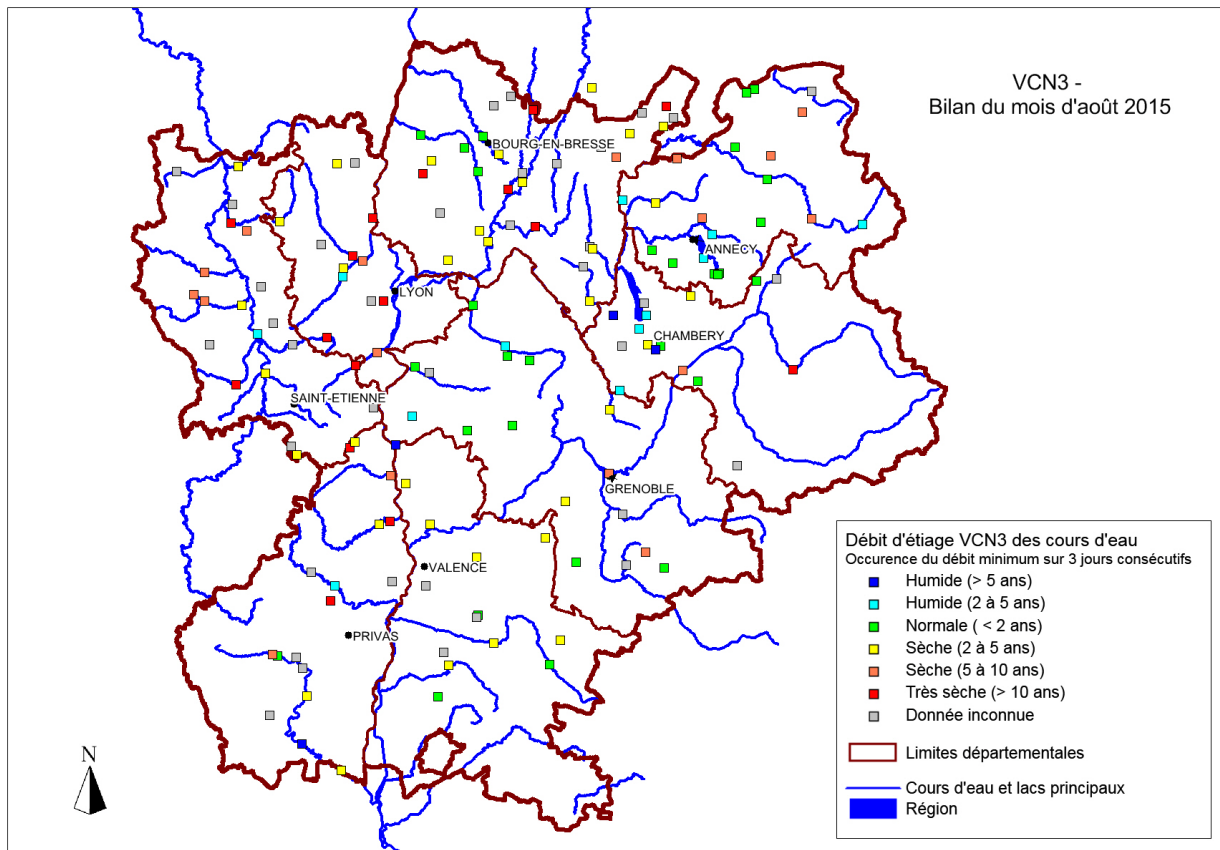 VCN3 -
Bilan du mois d'août 2015
BOURG-EN-BRESSE
ANNECY
LYON
CHAMBERY
SAINT-ETIENNE
GRENOBLE
VALENCE
PRIVAS
N
Débit d'étiage VCN3 des cours d'eau
Occurence du débit minimum sur 3 jours consécutifs
Humide (> 5 ans)
Humide (2 à 5 ans)
Normale ( < 2 ans)
Sèche (2 à 5 ans)
Sèche (5 à 10 ans)
Très sèche (> 10 ans)
Donnée inconnue
Limites départementales
Cours d'eau et lacs principaux
Région